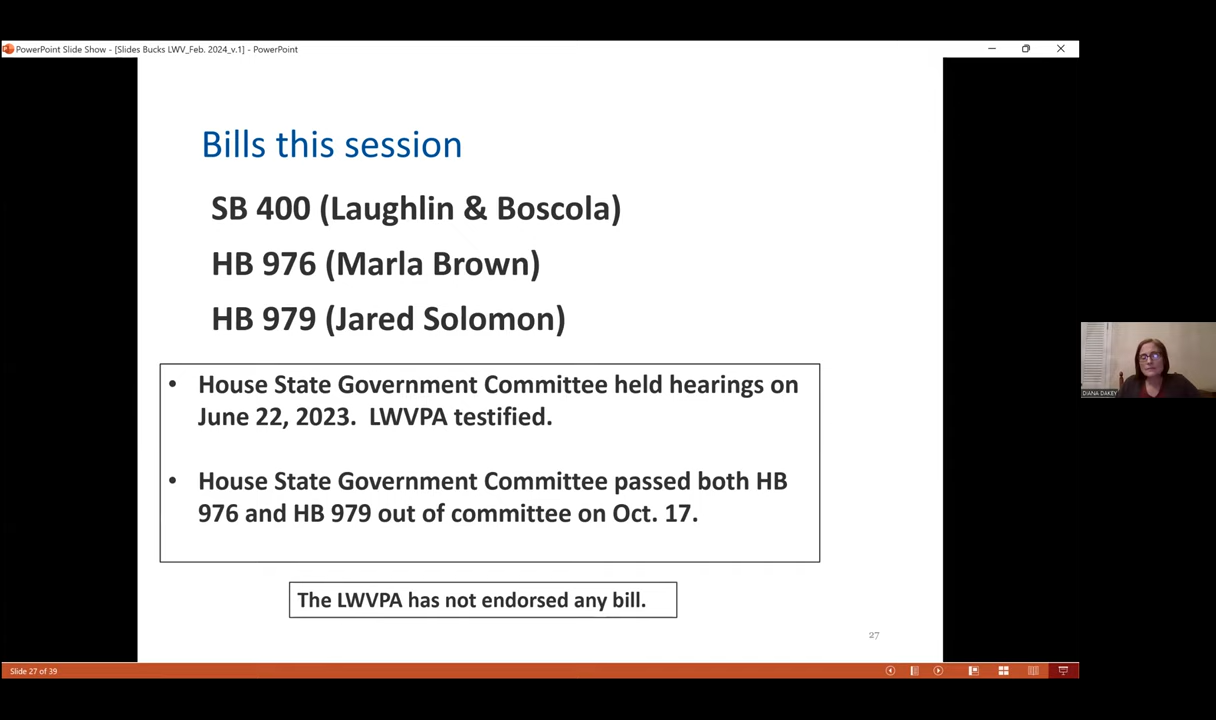 PowerPoint Slide Show - [Slides Bucks LWV_Feb. 2024_v.1] - PowerPoint
Bills this session
SB 400 (Laughlin & Boscola)
HB 976 (Marla Brown)
HB 979 (Jared Solomon)
• House State Government Committee held hearings on
June 22, 2023. LWVPA testified.
• House State Government Committee passed both HB
976 and HB 979 out of committee on Oct. 17.
The LWVPA has not endorsed any bill.
27
DIANA DAKEY
Slide 27 of 39